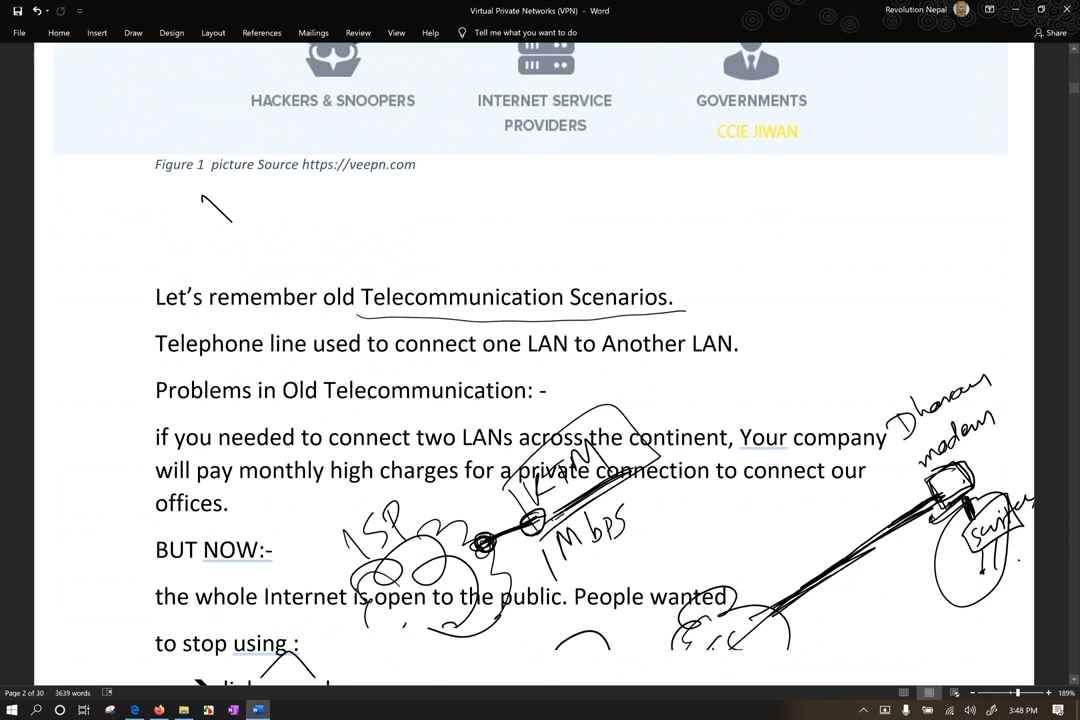 Virtual Private Networks (VPN) - Word
Revolution Nepal
File Home Insert Draw Design Layout References Mailings Review View Help Tell me what you want to do
Share
HACKERS & SNOOPERS
INTERNET SERVICE
PROVIDERS
GOVERNMENTS
CCIE JIWAN
Figure 1 picture Source https://veepn.com
Let's remember old Telecommunication Scenarios.
Telephone line used to connect one LAN to Another LAN.
Problems in Old Telecommunication: -
Dharan
modem
if you needed to connect two LANs across the continent, Your company
will pay monthly high charges for a private connection to connect our
offices.
KTM
ISP
1Mbps
BUT NOW:-
the whole Internet is open to the public. People wanted
to stop using :
Page 2 of 30 3639 words
189%
3:48 PM